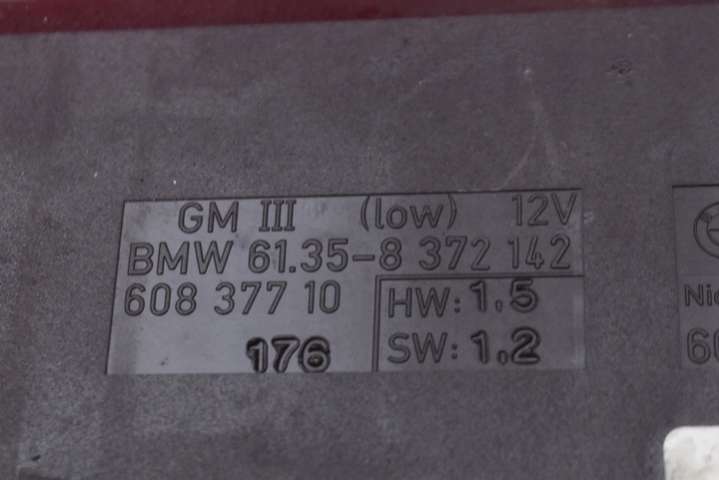 GM III (low) 12V
BMW 61.35-8 372 142
608 377 10
HW: 1.5
176
SW: 1.2